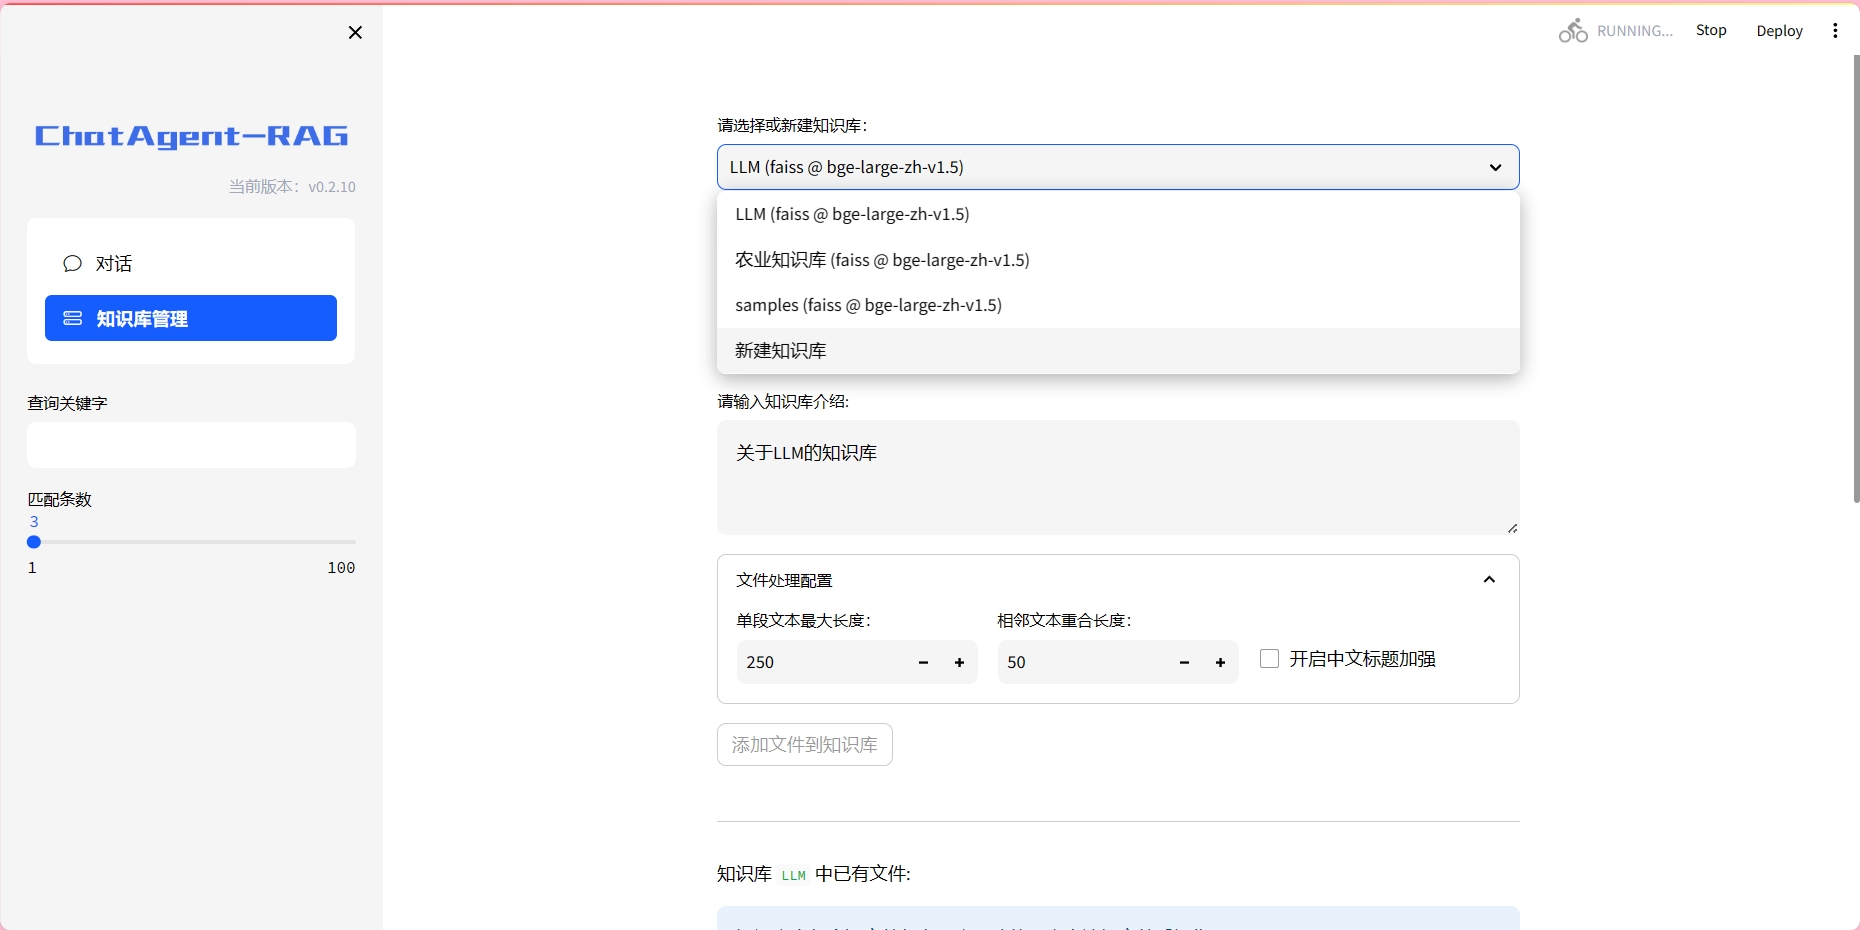 RUNNING...
Stop
Deploy
ChatAgent-RAG
当前版本：v0.2.10
对话
知识库管理
查询关键字
匹配条数
3
1
100
请选择或新建知识库：
LLM (faiss @ bge-large-zh-v1.5)
LLM (faiss @ bge-large-zh-v1.5)
农业知识库 (faiss @ bge-large-zh-v1.5)
samples (faiss @ bge-large-zh-v1.5)
新建知识库
请输入知识库介绍:
关于LLM的知识库
文件处理配置
单段文本最大长度：
相邻文本重合长度：
250
50
开启中文标题加强
添加文件到知识库
知识库 LLM 中已有文件: